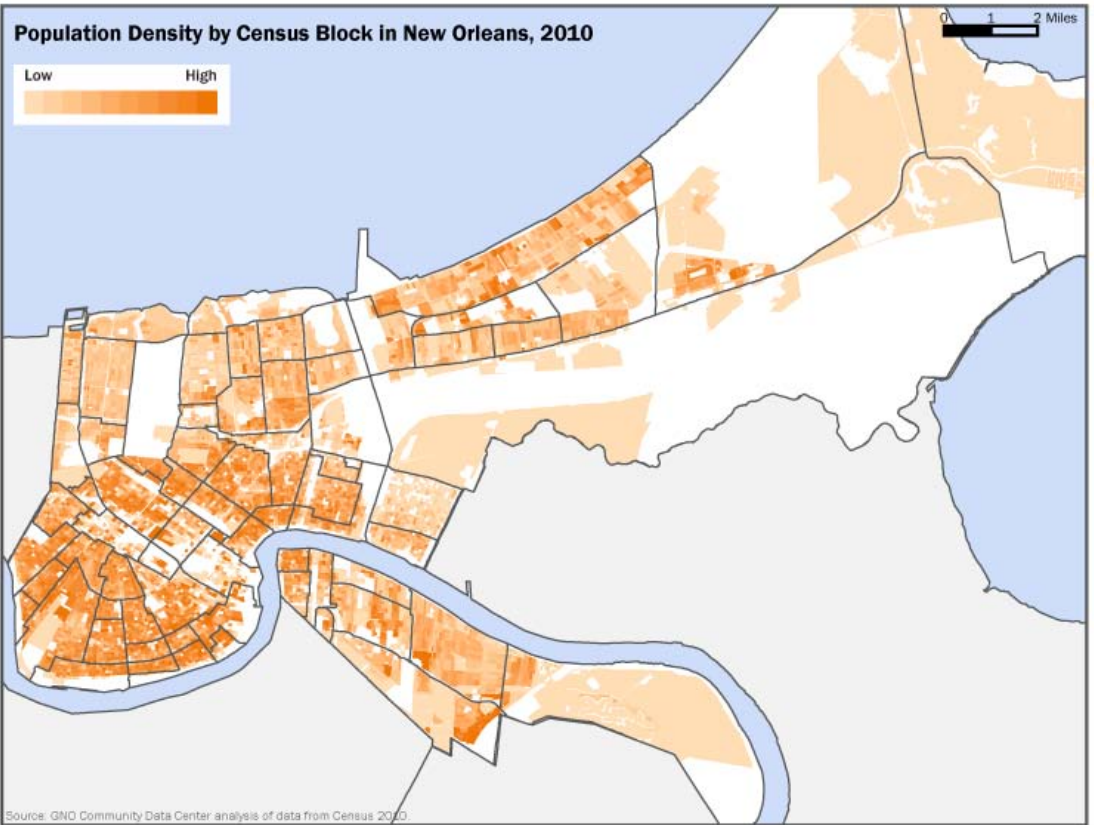 Population Density by Census Block in New Orleans, 2010
0 1 2 Miles
Low High
Source: GNO Community Data Center analysis of data from Census 2010.